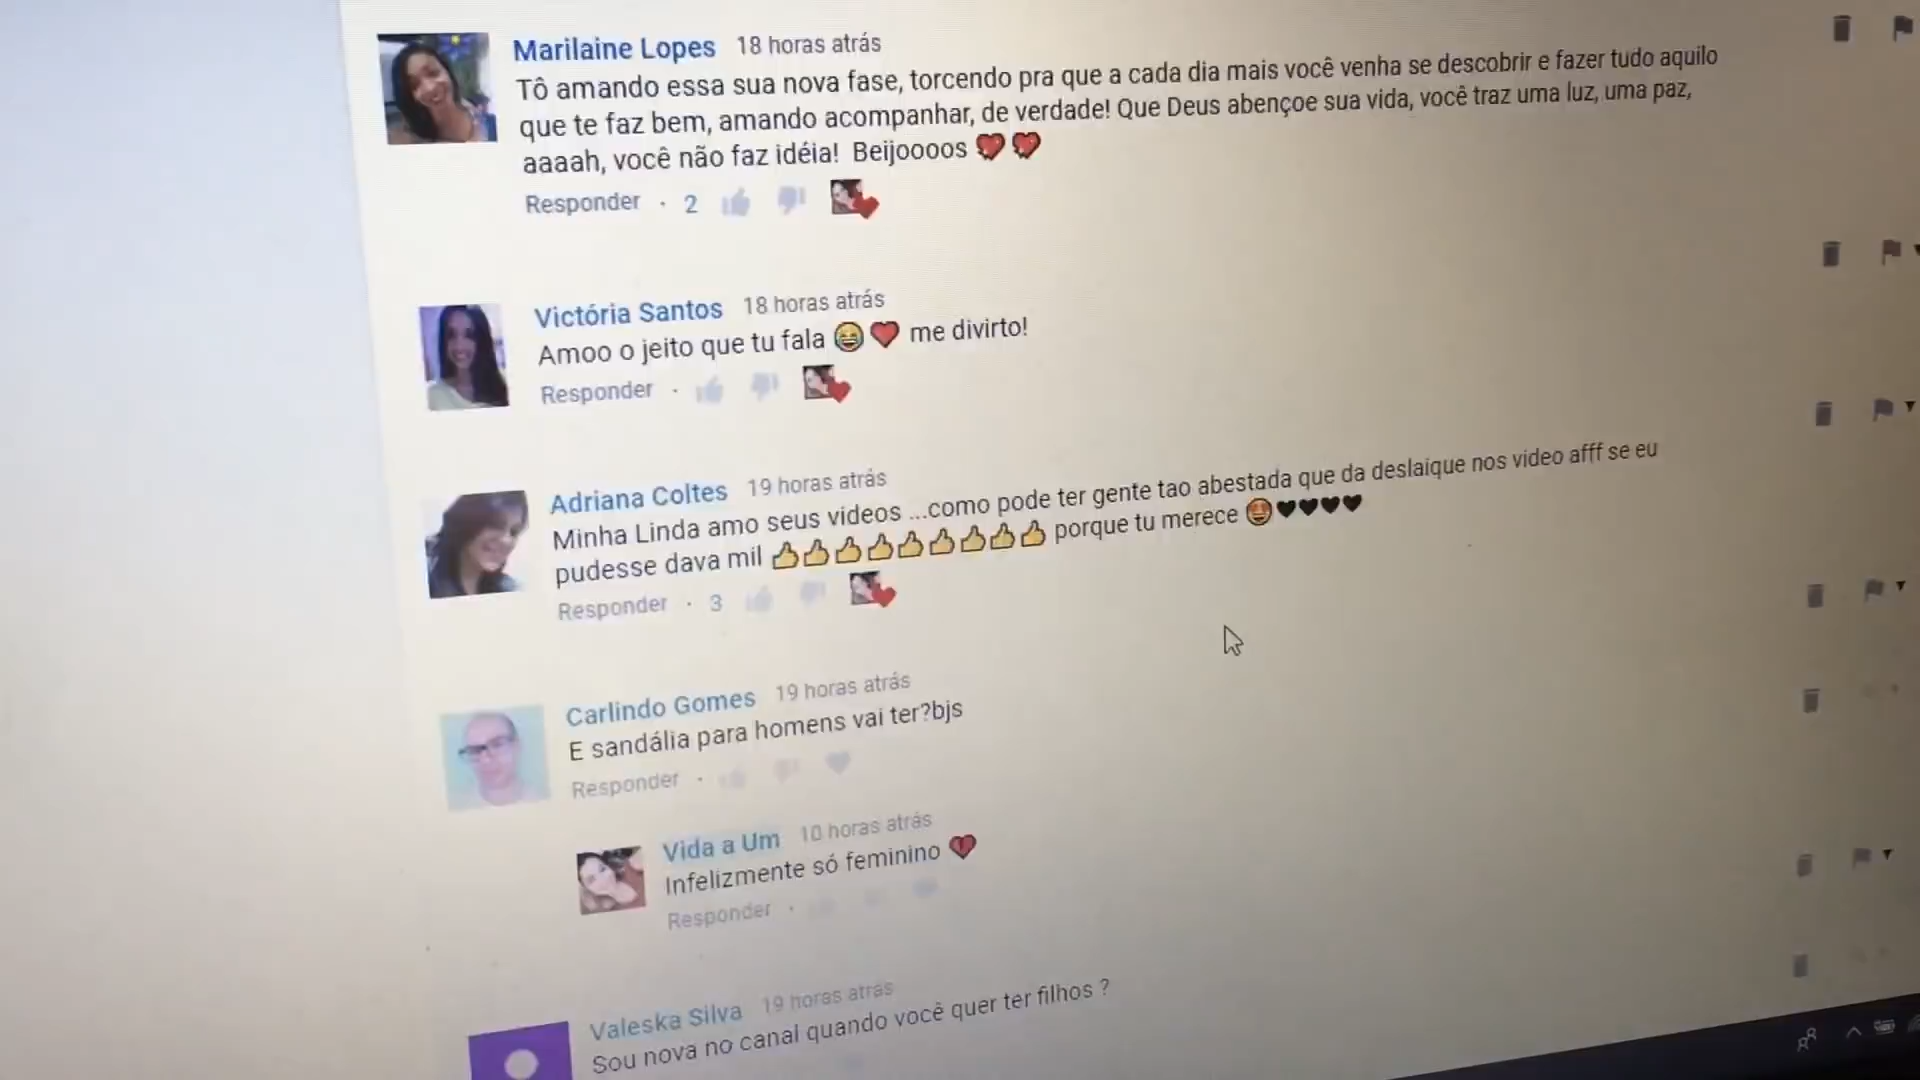 Marilaine Lopes 18 horas atrás
Tô amando essa sua nova fase, torcendo pra que a cada dia mais você venha se descobrir e fazer tudo aquilo
que te faz bem, amando acompanhar, de verdade! Que Deus abençoe sua vida, você traz uma luz, uma paz,
aaaah, você não faz idéia! Beijoooos ❤️ ❤️
Responder · 2
Victória Santos 18 horas atrás
Amoo o jeito que tu fala 😂❤️ me divirto!
Responder ·
Adriana Coltes 19 horas atrás
Minha Linda amo seus videos ...como pode ter gente tao abestada que da deslaique nos video afff se eu
pudesse dava mil 👍👍👍👍👍👍👍👍👍 porque tu merece 🤩♥♥♥♥
Responder · 3
Carlindo Gomes 19 horas atrás
E sandália para homens vai ter?bjs
Responder ·
Vida a Um 10 horas atrás
Infelizmente só feminino 💔
Responder ·
Valeska Silva 19 horas atrás
Sou nova no canal quando você quer ter filhos ?